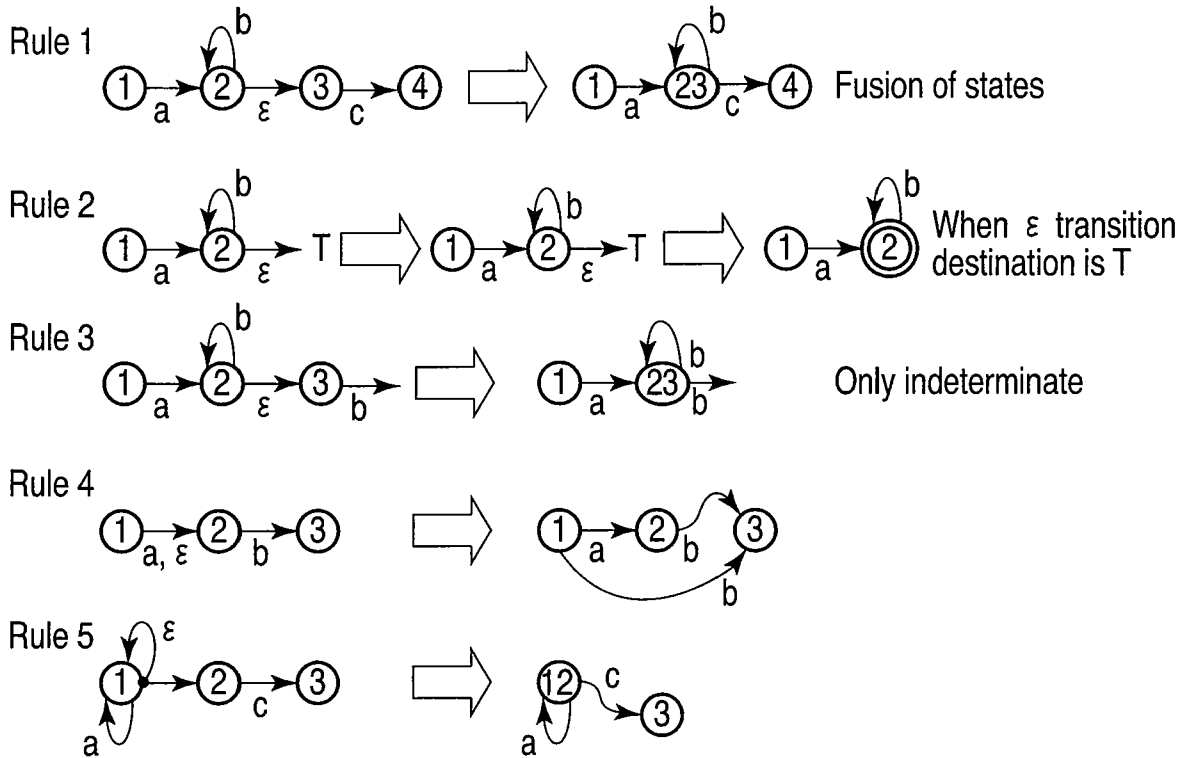 Rule 1
b
1 a 2 ε 3 c 4
b
1 a 23 c 4
Fusion of states
Rule 2
b
1 a 2 ε T
b
1 a 2 ε T
b
1 a 2
When ε transition
destination is T
Rule 3
b
1 a 2 ε 3 b
1 a 23 b b
Only indeterminate
Rule 4
1 a, ε 2 b 3
1 a 2 b 3
b
Rule 5
ε
1 2 c 3
a
12 c 3
a